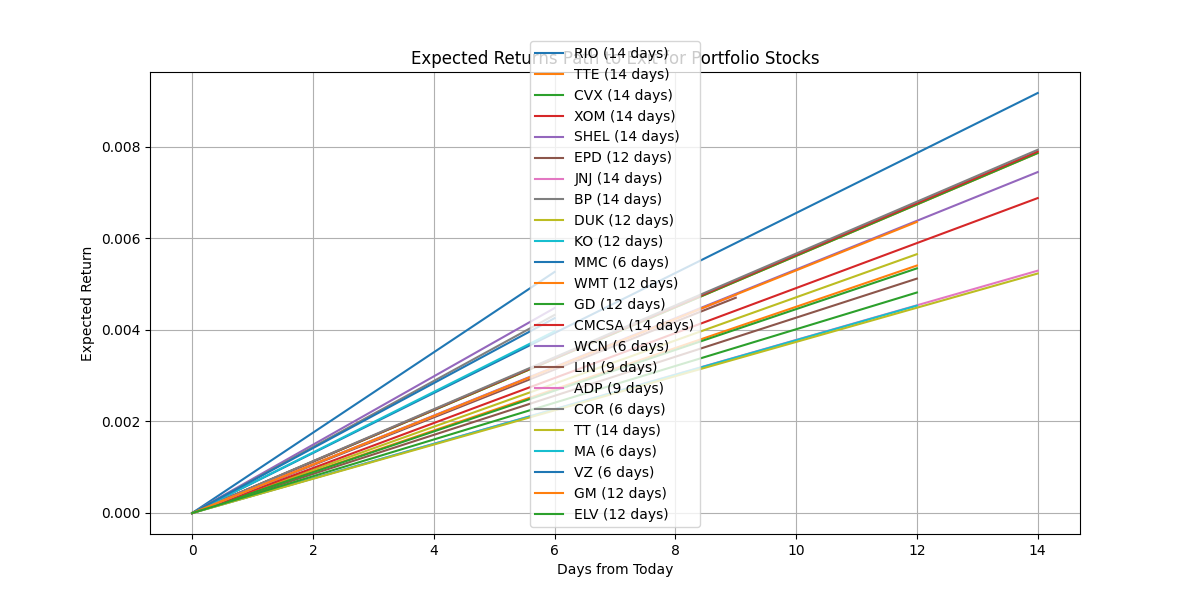 Expected Returns Path to Exit for Portfolio Stocks
RIO (14 days)
TTE (14 days)
CVX (14 days)
XOM (14 days)
SHEL (14 days)
EPD (12 days)
JNJ (14 days)
BP (14 days)
DUK (12 days)
KO (12 days)
MMC (6 days)
WMT (12 days)
GD (12 days)
CMCSA (14 days)
WCN (6 days)
LIN (9 days)
ADP (9 days)
COR (6 days)
TT (14 days)
MA (6 days)
VZ (6 days)
GM (12 days)
ELV (12 days)
Expected Return
0.008
0.006
0.004
0.002
0.000
0 2 4 6 8 10 12 14
Days from Today